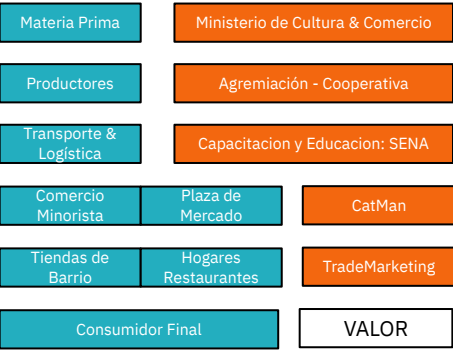 Materia Prima
Ministerio de Cultura & Comercio
Productores
Agremiación - Cooperativa
Transporte &
Logística
Capacitacion y Educacion: SENA
Comercio
Minorista
Plaza de
Mercado
CatMan
Tiendas de
Barrio
Hogares
Restaurantes
TradeMarketing
Consumidor Final
VALOR